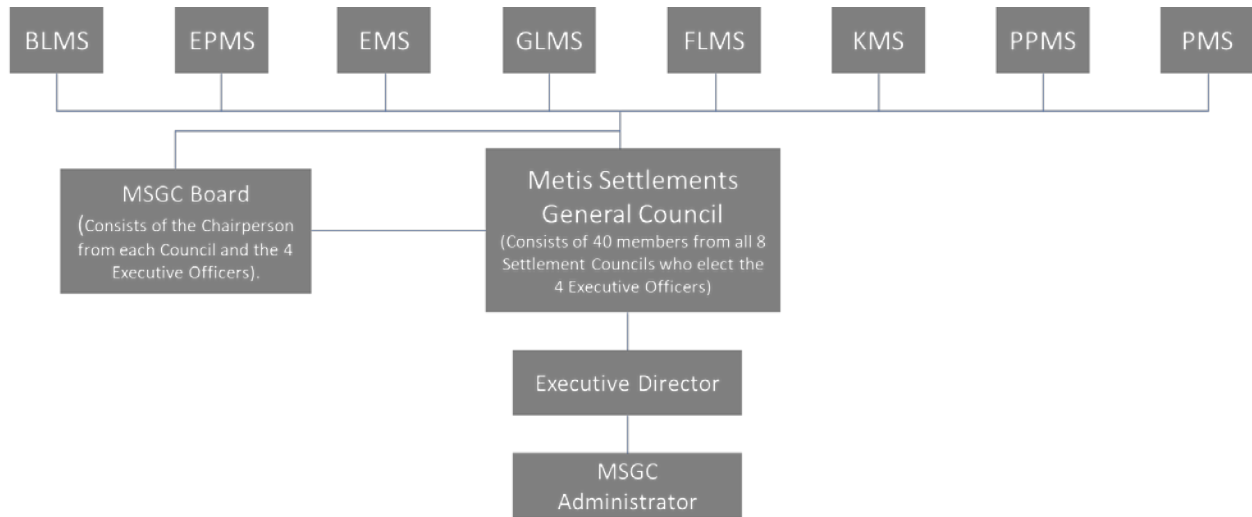 BLMS
EPMS
EMS
GLMS
FLMS
KMS
PPMS
PMS
MSGC Board
(Consists of the Chairperson
from each Council and the 4
Executive Officers).
Metis Settlements
General Council
(Consists of 40 members from all 8
Settlement Councils who elect the
4 Executive Officers)
Executive Director
MSGC
Administrator